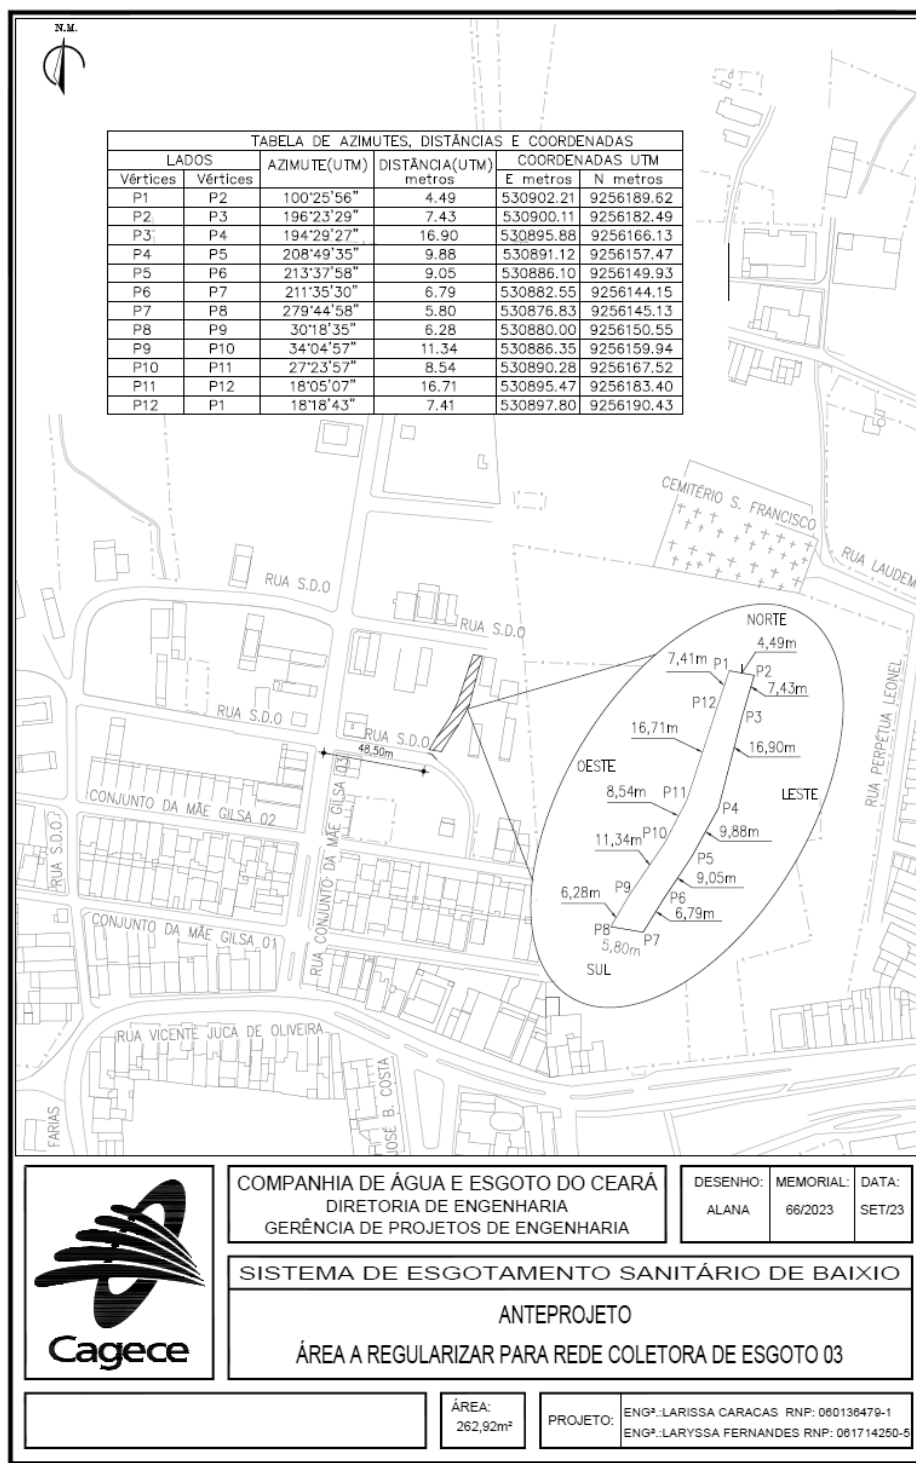 N.M.
TABELA DE AZIMUTES, DISTÂNCIAS E COORDENADAS
LADOS AZIMUTE(UTM) DISTÂNCIA(UTM) metros COORDENADAS UTM
Vértices Vértices E metros N metros
P1 P2 100°25'56" 4.49 530902.21 9256189.62
P2 P3 196°23'29" 7.43 530900.11 9256182.49
P3 P4 194°29'27" 16.90 530895.88 9256166.13
P4 P5 208°49'35" 9.88 530891.12 9256157.47
P5 P6 213°37'58" 9.05 530886.10 9256149.93
P6 P7 211°35'30" 6.79 530882.55 9256144.15
P7 P8 279°44'58" 5.80 530876.83 9256145.13
P8 P9 30°18'35" 6.28 530880.00 9256150.55
P9 P10 34°04'57" 11.34 530886.35 9256159.94
P10 P11 27°23'57" 8.54 530890.28 9256167.52
P11 P12 18°05'07" 16.71 530895.47 9256183.40
P12 P1 18°18'43" 7.41 530897.80 9256190.43
CEMITÉRIO S. FRANCISCO
RUA LAUDEM
RUA S.D.O
RUA S.D.O
RUA S.D.O
RUA S.D.O
48,50m
RUA PERPÉTUA LEONEL
NORTE
4,49m
7,41m P1 P2
7,43m
P12 P3
16,71m 16,90m
OESTE
LESTE
8,54m P11 P4
11,34m P10 9,88m
P5
9,05m
6,28m P9 P6
6,79m
P8 P7
5,80m
SUL
CONJUNTO DA MÃE GILSA 02
RUA S.D.O
RUA CONJUNTO DA MÃE GILSA 03
CONJUNTO DA MÃE GILSA 01
RUA VICENTE JUCA DE OLIVEIRA
FARIAS
JOSÉ B. COSTA
Cagece
COMPANHIA DE ÁGUA E ESGOTO DO CEARÁ
DIRETORIA DE ENGENHARIA
GERÊNCIA DE PROJETOS DE ENGENHARIA
DESENHO: MEMORIAL: DATA:
ALANA 66/2023 SET/23
SISTEMA DE ESGOTAMENTO SANITÁRIO DE BAIXIO
ANTEPROJETO
ÁREA A REGULARIZAR PARA REDE COLETORA DE ESGOTO 03
ÁREA:
262,92m²
PROJETO:
ENGª.:LARISSA CARACAS RNP: 060136479-1
ENGª.:LARYSSA FERNANDES RNP: 061714250-5